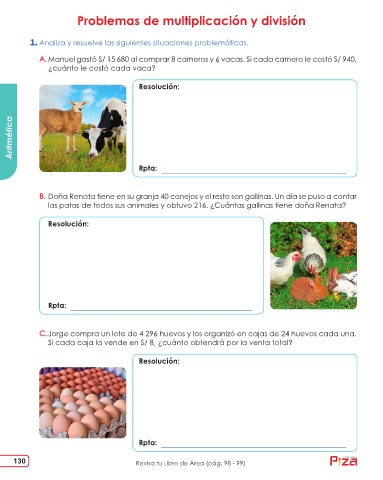 Problemas de multiplicación y división
1. Analiza y resuelve las siguientes situaciones problemáticas.
A. Manuel gastó S/ 15 680 al comprar 8 carneros y 6 vacas. Si cada carnero le costó S/ 940,
¿cuánto le costó cada vaca?
Resolución:
Rpta:
Aritmética
B. Doña Renata tiene en su granja 40 conejos y el resto son gallinas. Un día se puso a contar
las patas de todos sus animales y obtuvo 216. ¿Cuántas gallinas tiene doña Renata?
Resolución:
Rpta:
C. Jorge compra un lote de 4 296 huevos y los organizó en cajas de 24 huevos cada una.
Si cada caja la vende en S/ 8, ¿cuánto obtendrá por la venta total?
Resolución:
Rpta:
130
Revisa tu Libro de Área (pág. 98 - 99)